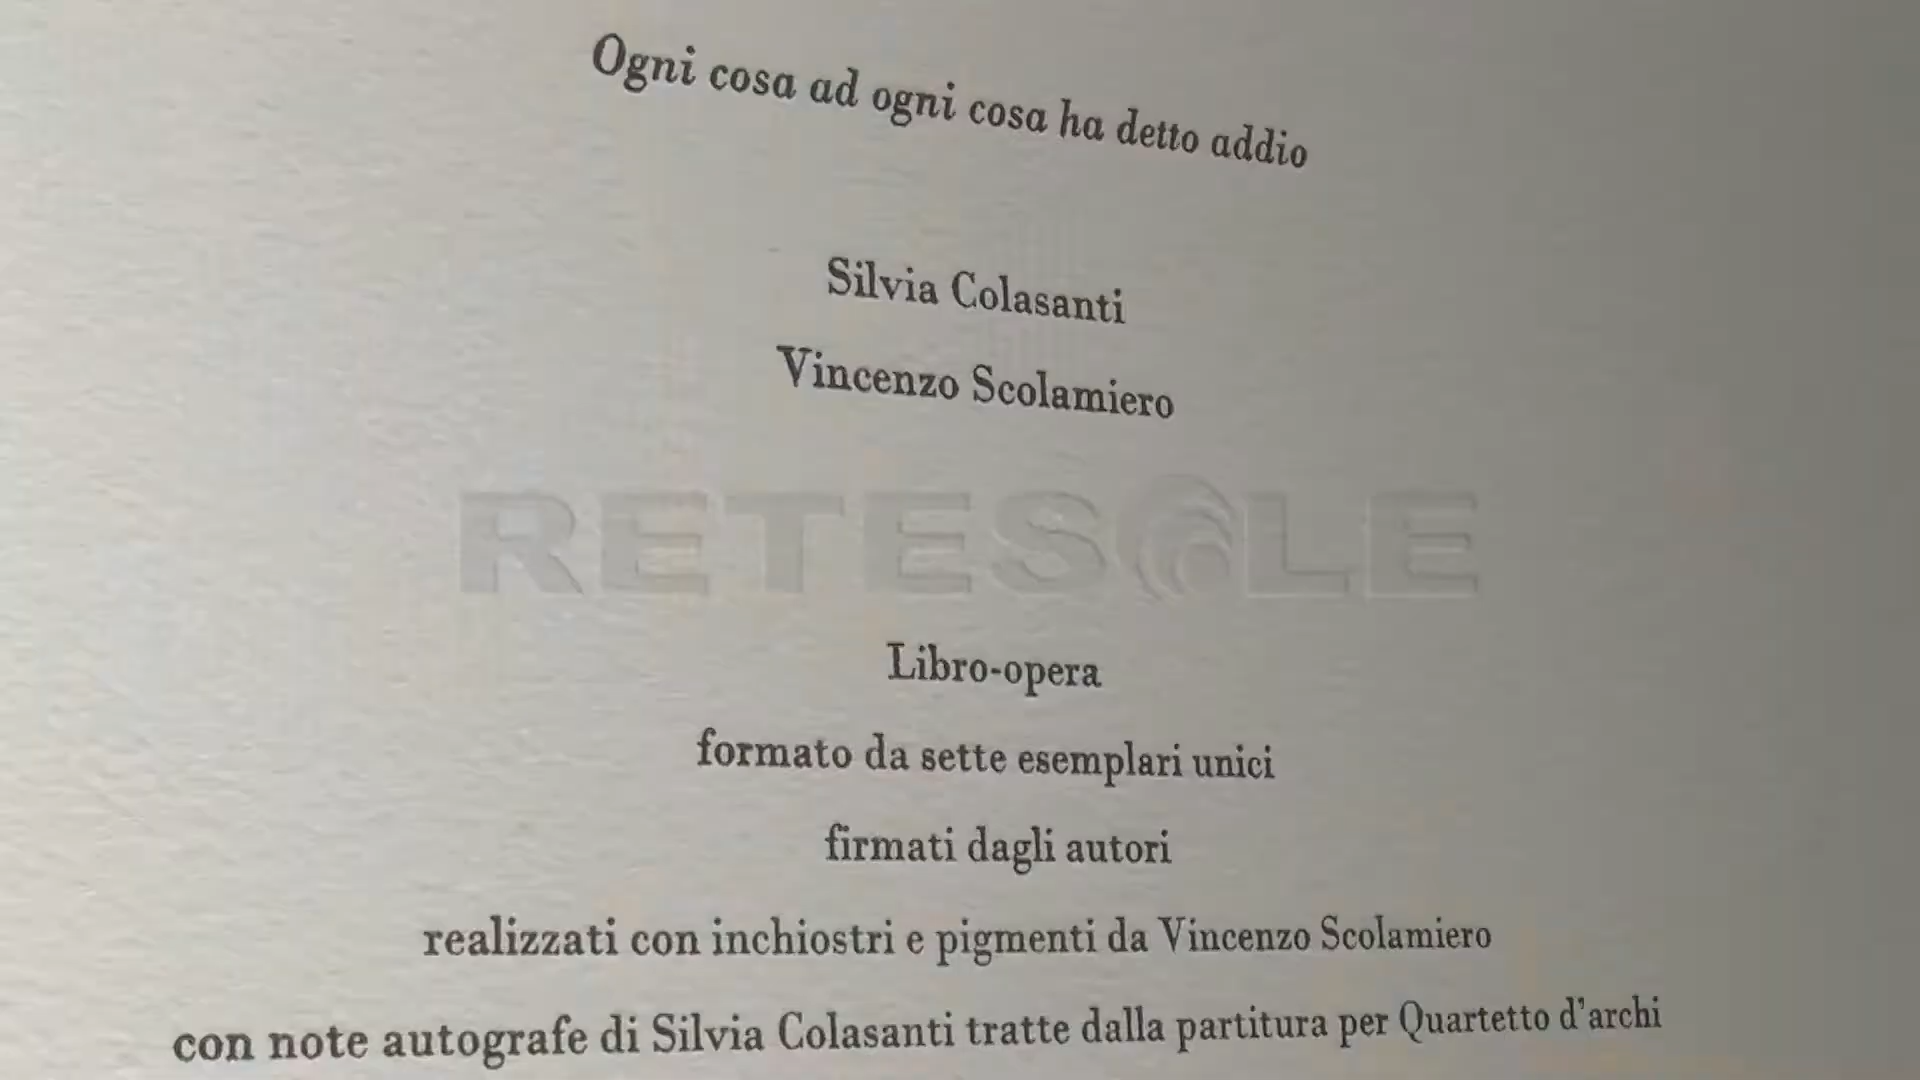 Ogni cosa ad ogni cosa ha detto addio
Silvia Colasanti
Vincenzo Scolamiero
RETESOLE
Libro-opera
formato da sette esemplari unici
firmati dagli autori
realizzati con inchiostri e pigmenti da Vincenzo Scolamiero
con note autografe di Silvia Colasanti tratte dalla partitura per Quartetto d'archi